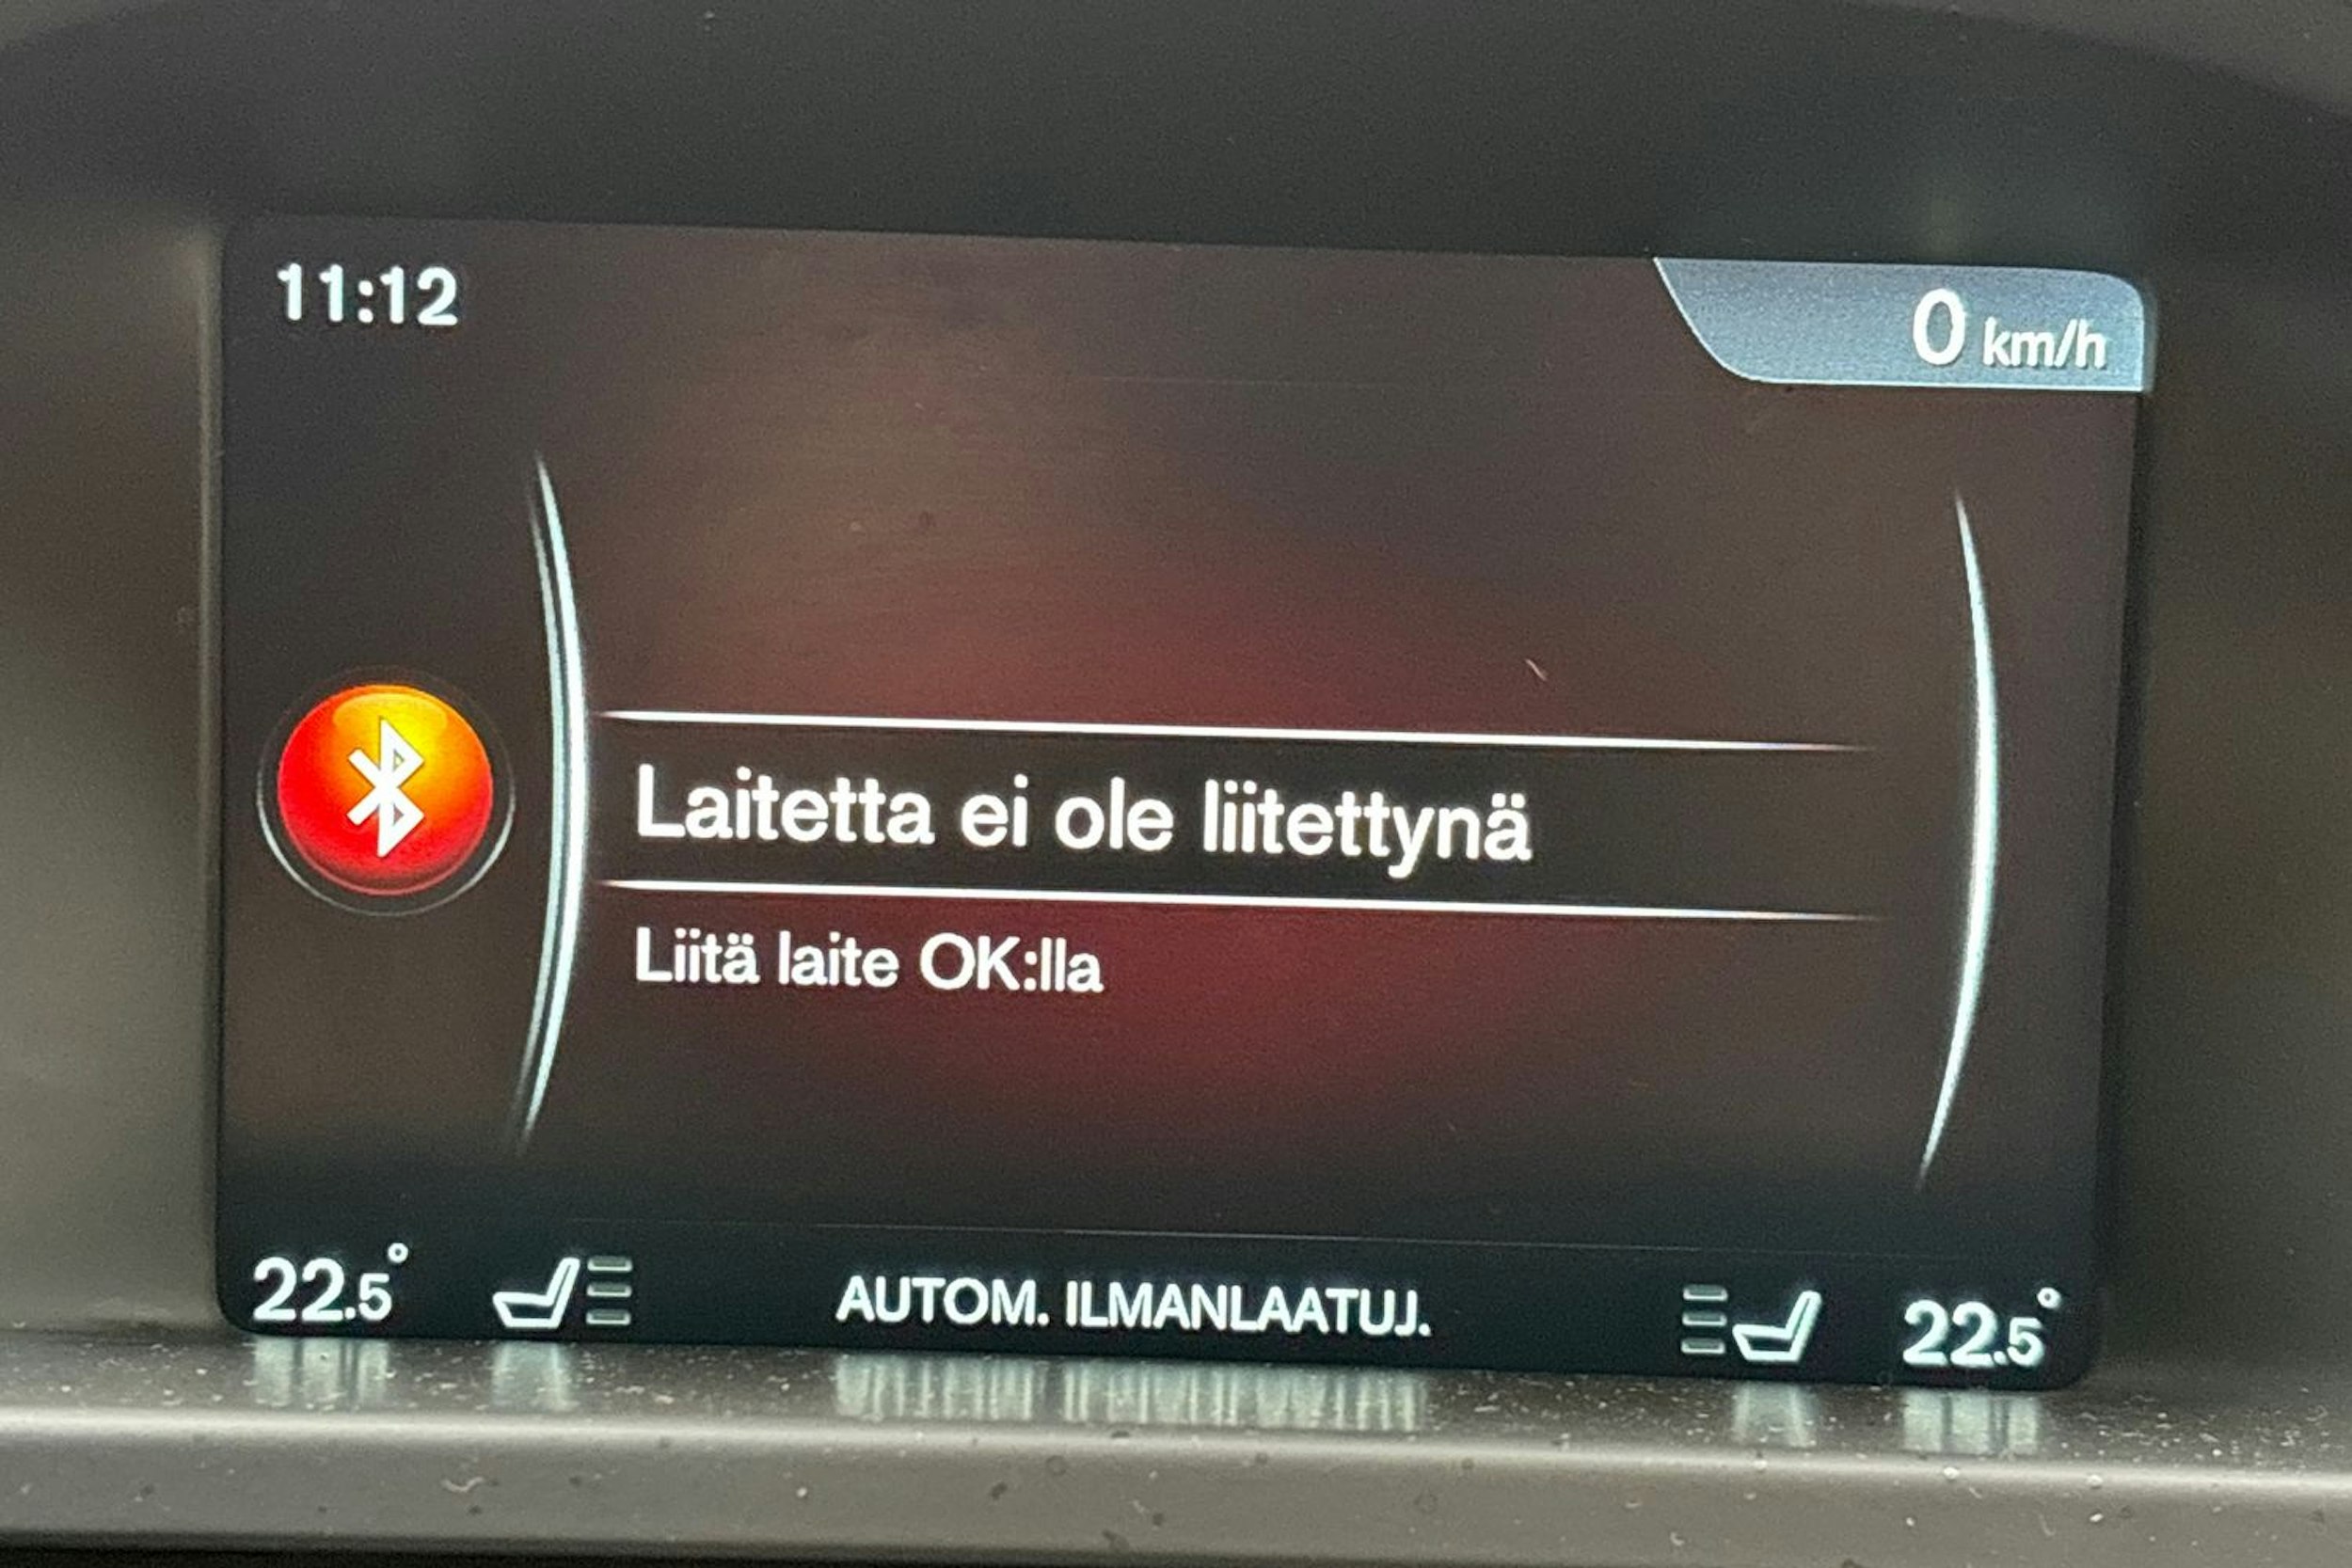 11:12
0 km/h
Laitetta ei ole liitettynä
Liitä laite OK:lla
22.5° AUTOM. ILMANLAATUJ. 22.5°